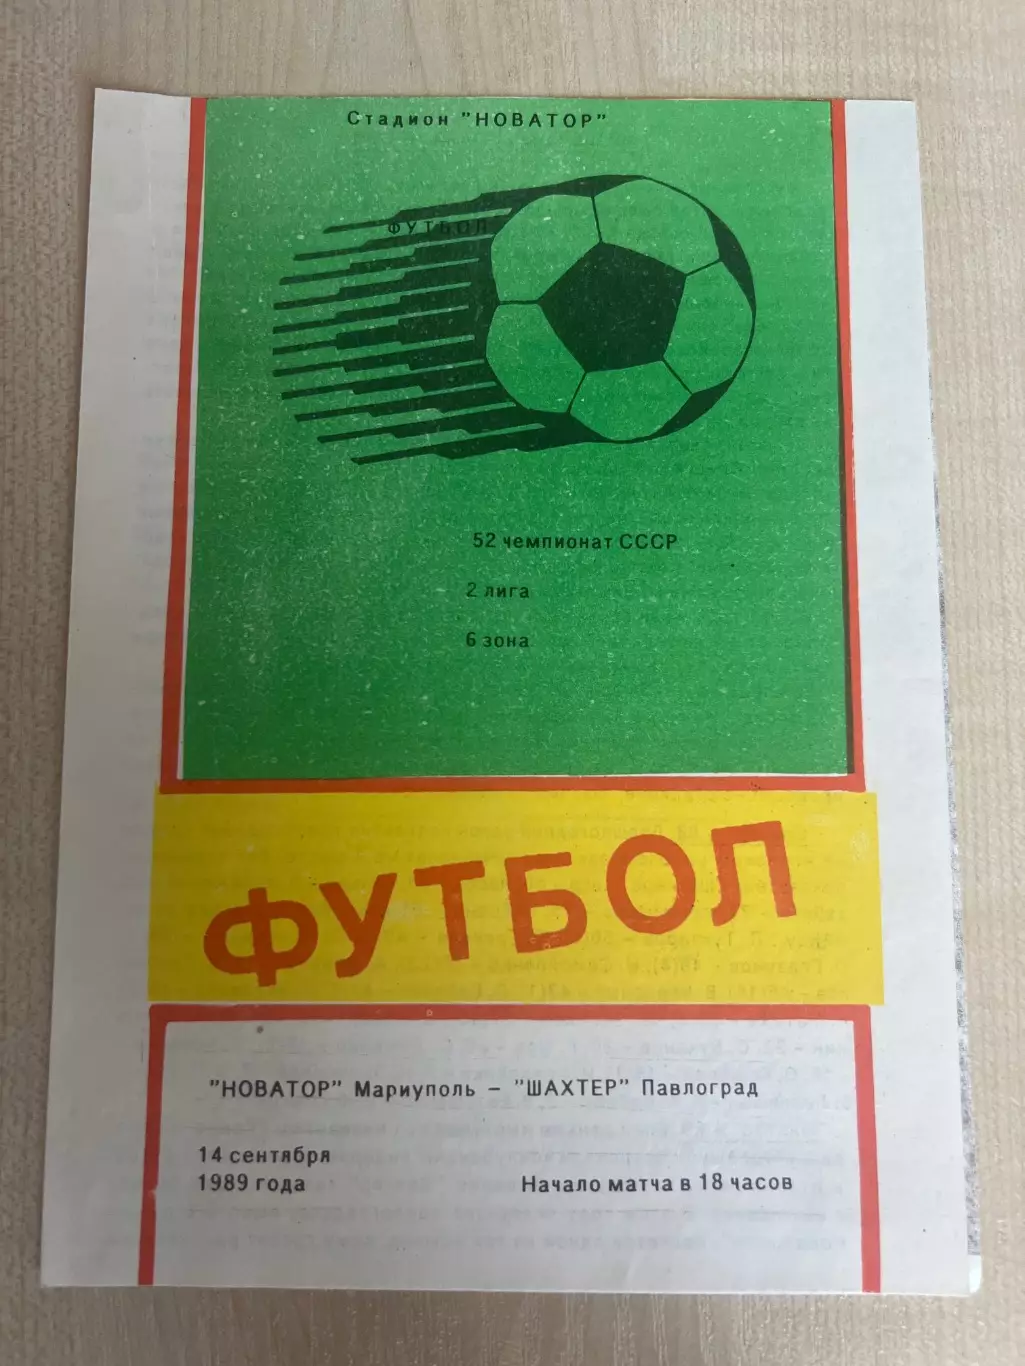 Стадион "НОВАТОР"
ФУТБОЛ
52 чемпионат СССР
2 лига
6 зона
ФУТБОЛ
"НОВАТОР" Мариуполь - "ШАХТЕР" Павлоград
14 сентября
1989 года
Начало матча в 18 часов